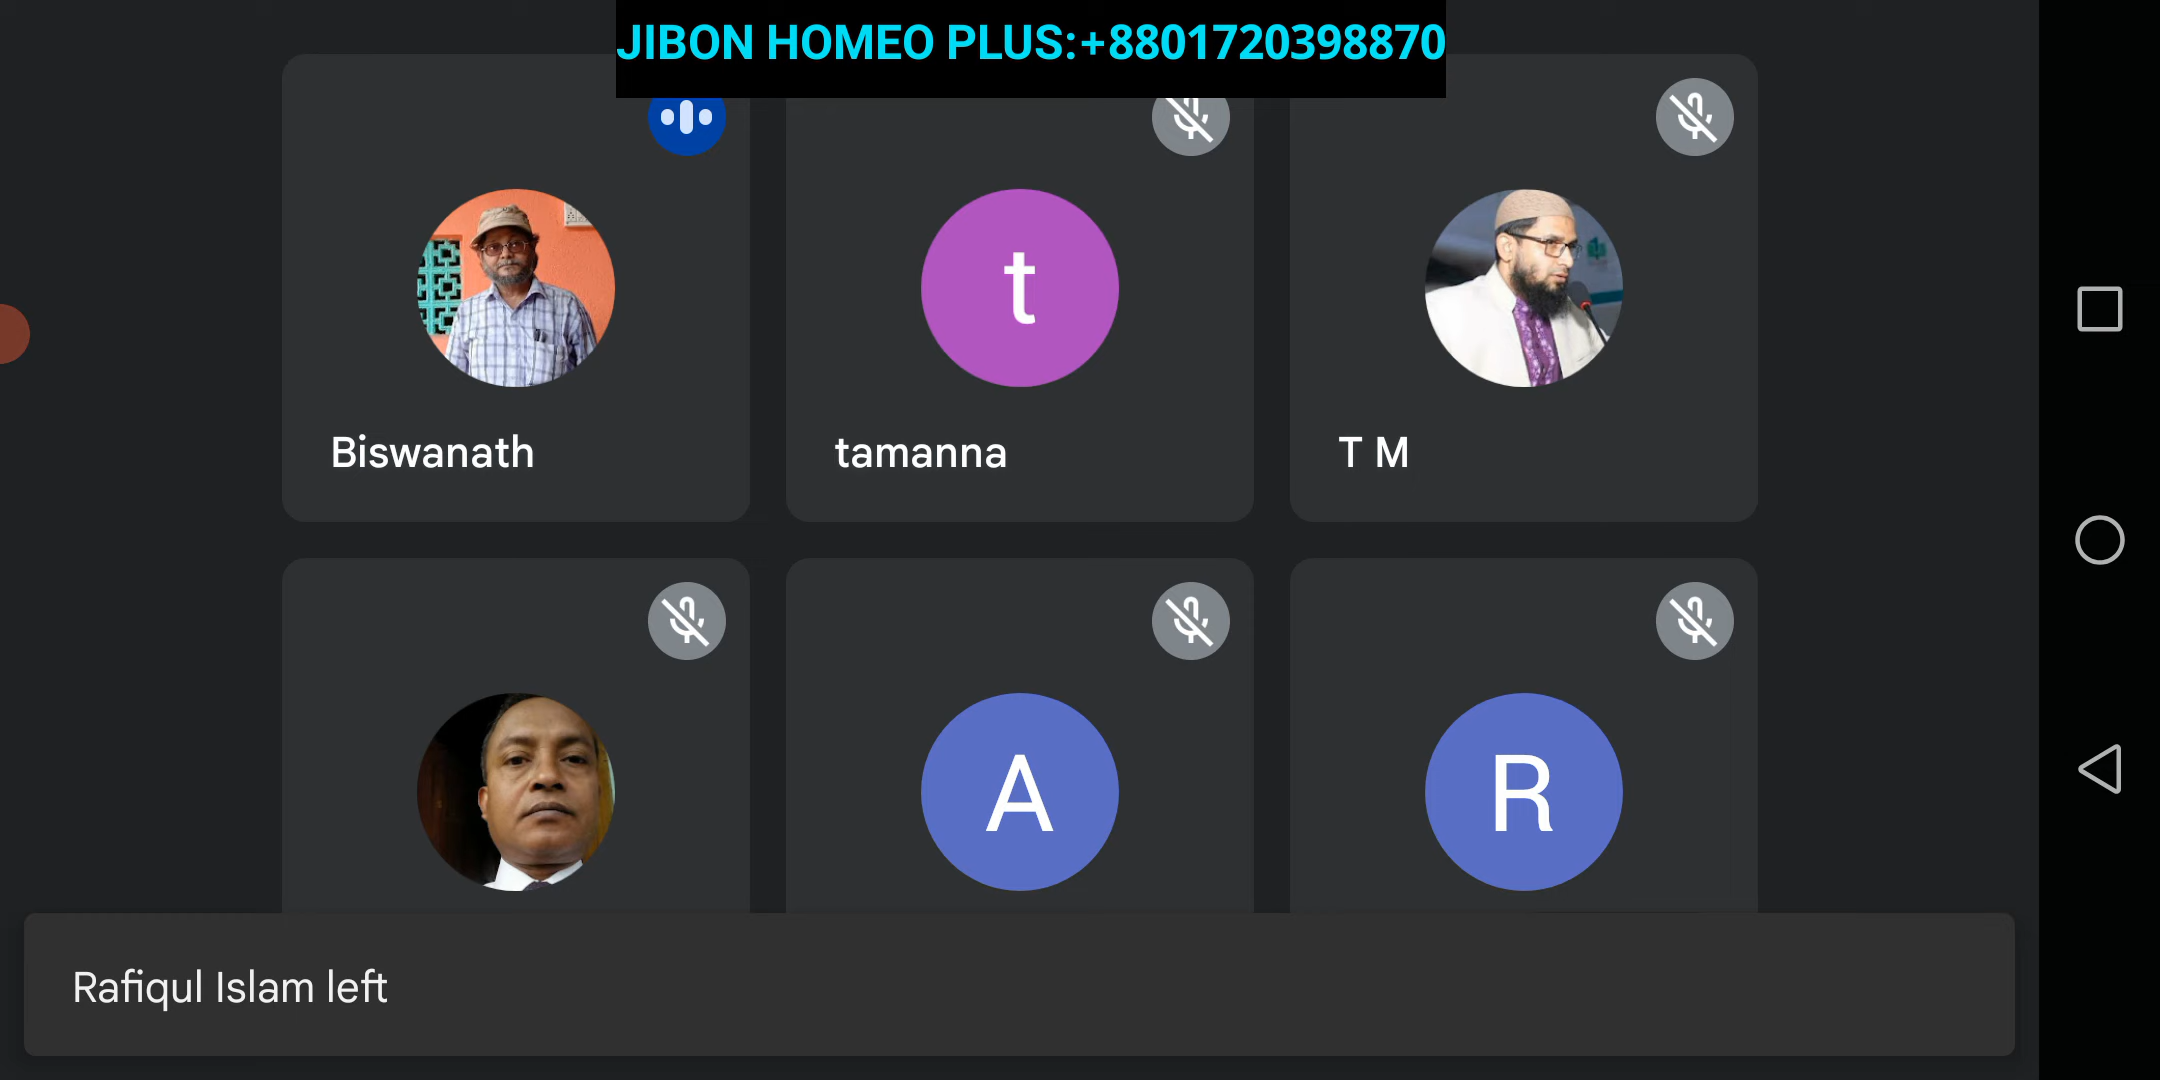 JIBON HOMEO PLUS:+8801720398870
t
Biswanath
tamanna
T M
A
R
Rafiqul Islam left